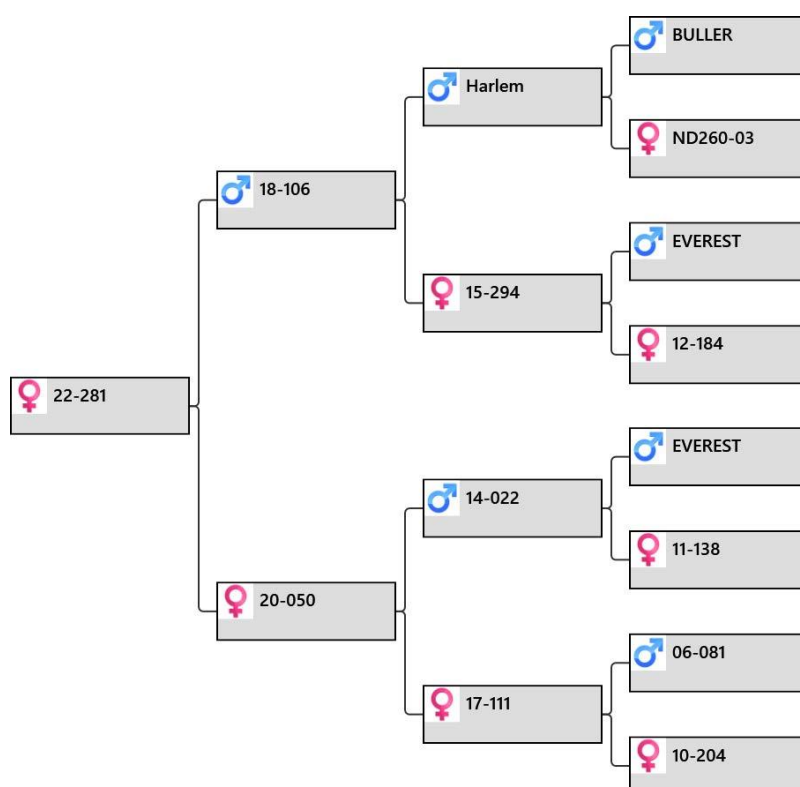 BULLER
Harlem
ND260-03
18-106
EVEREST
15-294
12-184
22-281
EVEREST
14-022
11-138
20-050
06-081
17-111
10-204